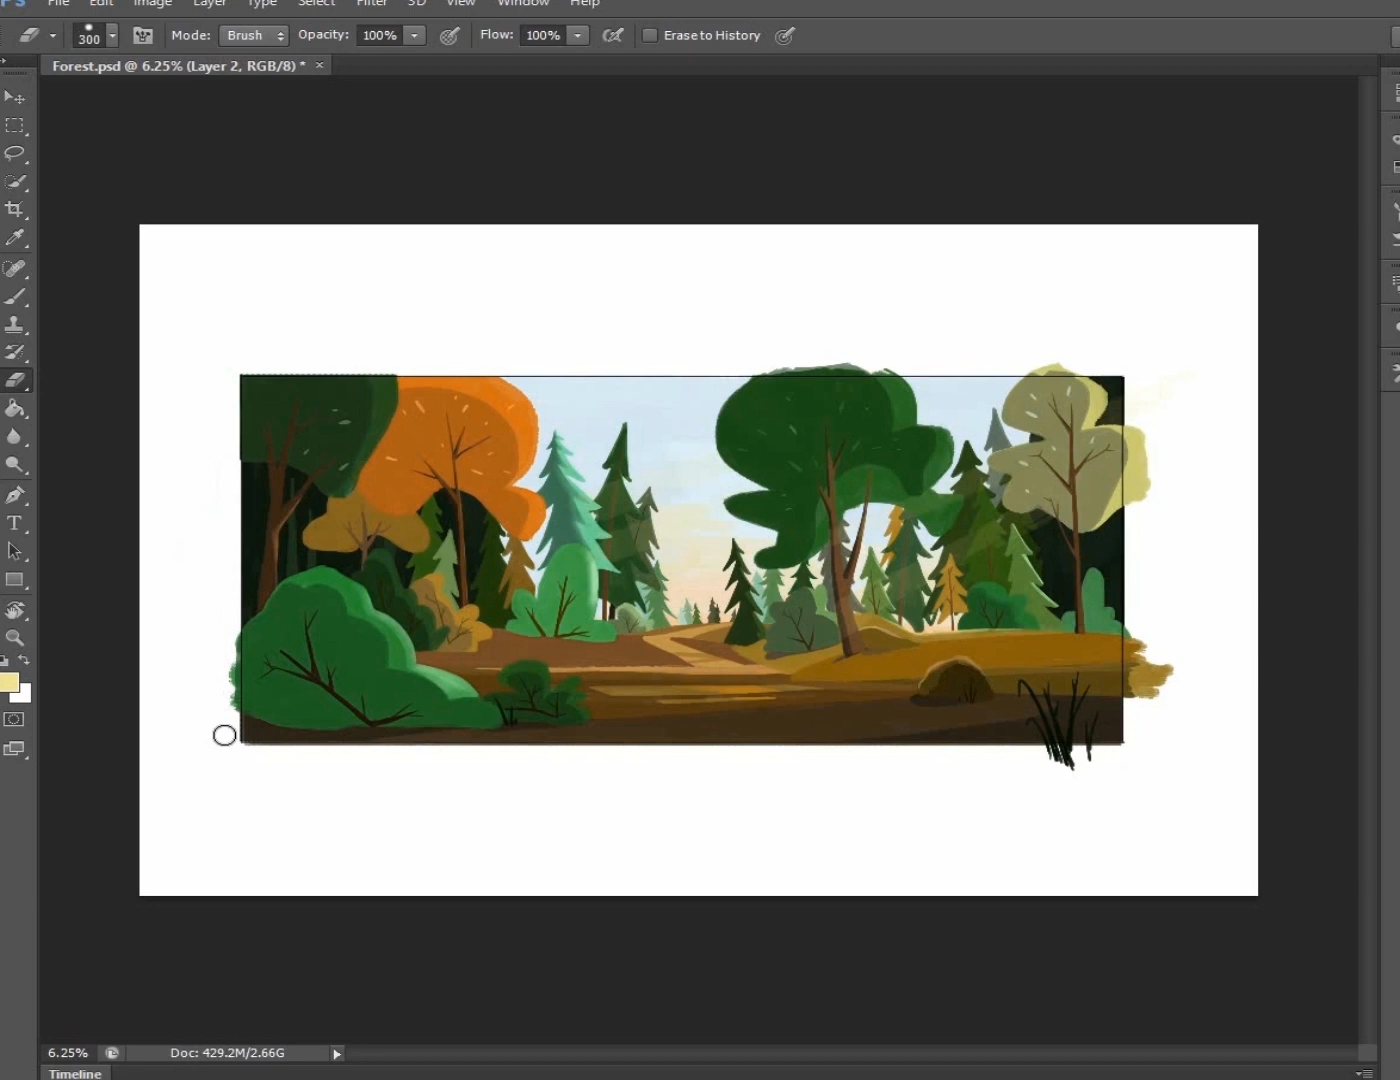 Ps File Edit Image Layer Type Select Filter 3D View Window Help
300 Mode: Brush Opacity: 100% Flow: 100% Erase to History
Forest.psd @ 6.25% (Layer 2, RGB/8) * ×
T
6.25% Doc: 429.2M/2.66G
Timeline